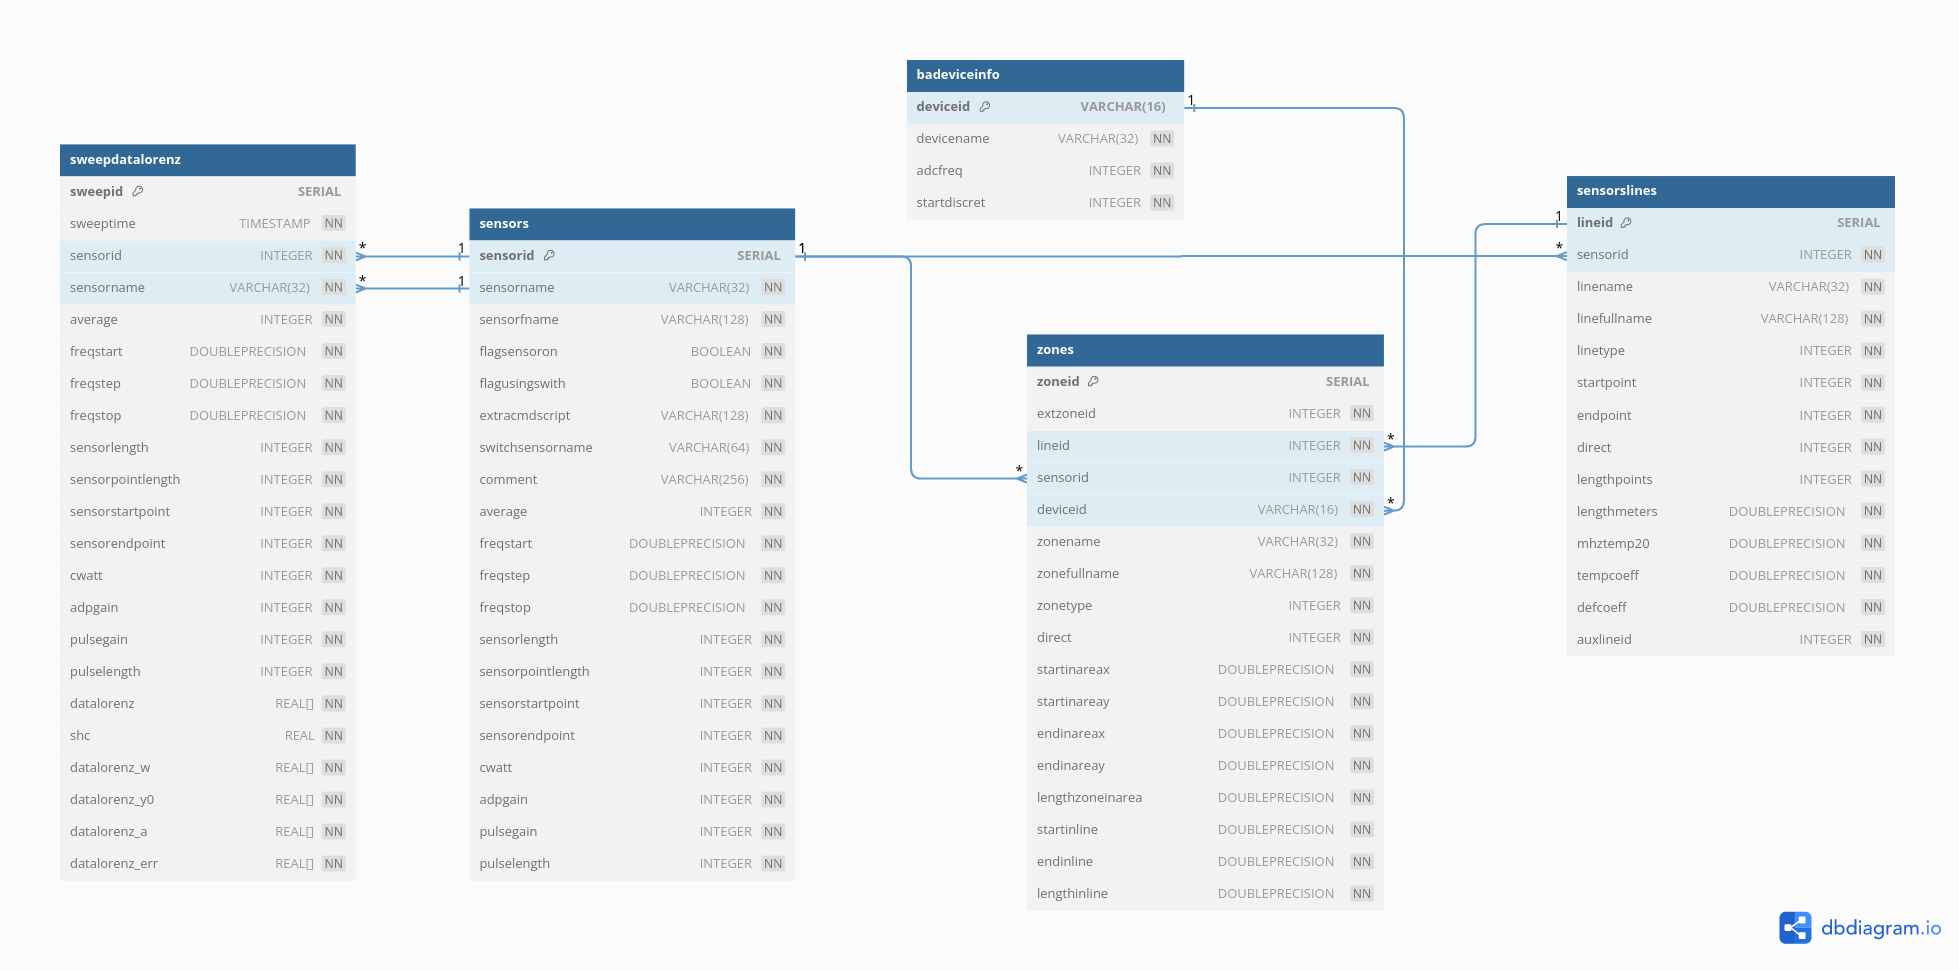 badeviceinfo
deviceid VARCHAR(16)
devicename VARCHAR(32) NN
adcfreq INTEGER NN
startdiscret INTEGER NN
1
sweepdatalorenz
sweepid SERIAL
sweeptime TIMESTAMP NN
sensorid INTEGER NN
sensorname VARCHAR(32) NN
average INTEGER NN
freqstart DOUBLEPRECISION NN
freqstep DOUBLEPRECISION NN
freqstop DOUBLEPRECISION NN
sensorlength INTEGER NN
sensorpointlength INTEGER NN
sensorstartpoint INTEGER NN
sensorendpoint INTEGER NN
cwatt INTEGER NN
adpgain INTEGER NN
pulsegain INTEGER NN
pulselength INTEGER NN
datalorenz REAL[] NN
shc REAL NN
datalorenz_w REAL[] NN
datalorenz_y0 REAL[] NN
datalorenz_a REAL[] NN
datalorenz_err REAL[] NN
* 1
* 1
sensors
sensorid SERIAL
sensorname VARCHAR(32) NN
sensorfname VARCHAR(128) NN
flagsensoron BOOLEAN NN
flagusingswith BOOLEAN NN
extracmdscript VARCHAR(128) NN
switchsensorname VARCHAR(64) NN
comment VARCHAR(256) NN
average INTEGER NN
freqstart DOUBLEPRECISION NN
freqstep DOUBLEPRECISION NN
freqstop DOUBLEPRECISION NN
sensorlength INTEGER NN
sensorpointlength INTEGER NN
sensorstartpoint INTEGER NN
sensorendpoint INTEGER NN
cwatt INTEGER NN
adpgain INTEGER NN
pulsegain INTEGER NN
pulselength INTEGER NN
1
*
zones
zoneid SERIAL
extzoneid INTEGER NN
lineid INTEGER NN
sensorid INTEGER NN
deviceid VARCHAR(16) NN
zonename VARCHAR(32) NN
zonefullname VARCHAR(128) NN
zonetype INTEGER NN
direct INTEGER NN
startinareax DOUBLEPRECISION NN
startinareay DOUBLEPRECISION NN
endinareax DOUBLEPRECISION NN
endinareay DOUBLEPRECISION NN
lengthzoneinarea DOUBLEPRECISION NN
startinline DOUBLEPRECISION NN
endinline DOUBLEPRECISION NN
lengthinline DOUBLEPRECISION NN
*
*
1
*
sensorslines
lineid SERIAL
sensorid INTEGER NN
linename VARCHAR(32) NN
linefullname VARCHAR(128) NN
linetype INTEGER NN
startpoint INTEGER NN
endpoint INTEGER NN
direct INTEGER NN
lengthpoints INTEGER NN
lengthmeters DOUBLEPRECISION NN
mhztemp20 DOUBLEPRECISION NN
tempcoeff DOUBLEPRECISION NN
defcoeff DOUBLEPRECISION NN
auxlineid INTEGER NN
dbdiagram.io